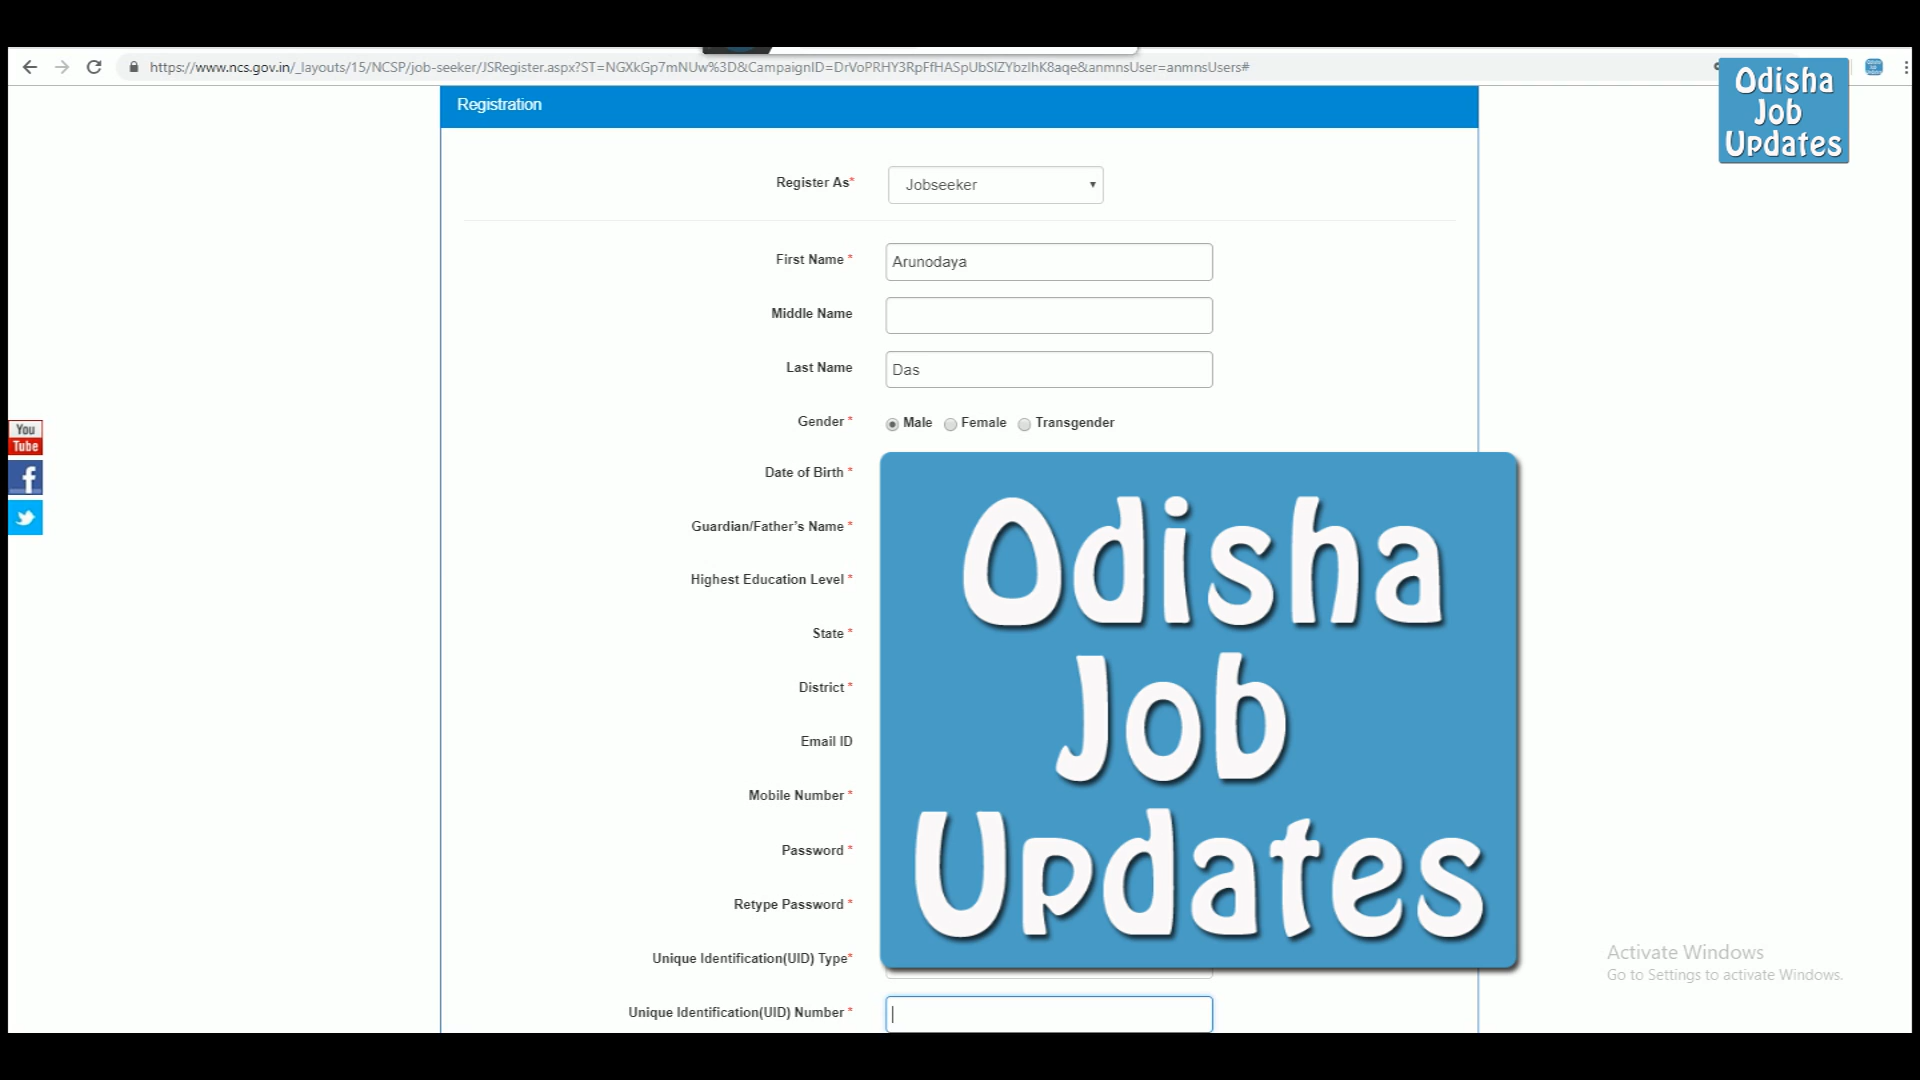 https://www.ncs.gov.in/_layouts/15/NCSP/job-seeker/JSRegister.aspx?ST=NGXkGp7mNUw%3D&CampaignID=DrVoPRHY3RpFfHASpUbSIZYbzlhK8aqe&anmnsUser=anmnsUsers#
Registration
Odisha
Job
Updates
Register As*
Jobseeker
First Name *
Arunodaya
Middle Name
Last Name
Das
Gender *
Male
Female
Transgender
You
Tube
Date of Birth *
Guardian/Father's Name *
Highest Education Level *
State *
District *
Email ID
Mobile Number *
Password *
Retype Password *
Unique Identification(UID) Type*
Unique Identification(UID) Number *
Odisha
Job
Updates
Activate Windows
Go to Settings to activate Windows.